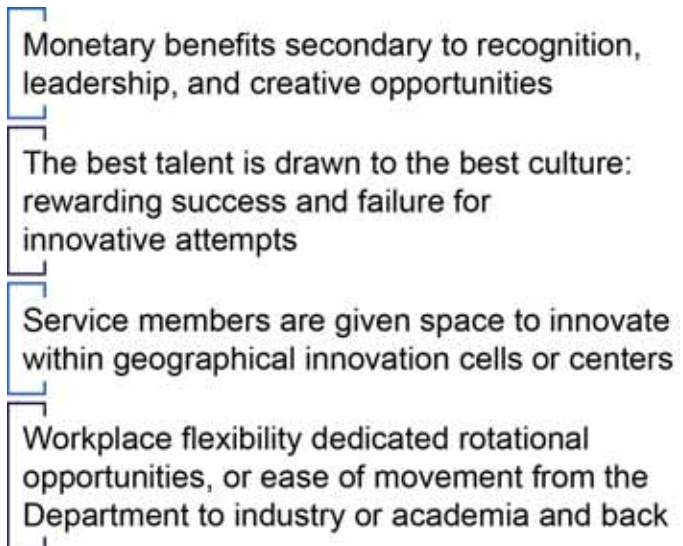 Monetary benefits secondary to recognition,
leadership, and creative opportunities
The best talent is drawn to the best culture:
rewarding success and failure for
innovative attempts
Service members are given space to innovate
within geographical innovation cells or centers
Workplace flexibility dedicated rotational
opportunities, or ease of movement from the
Department to industry or academia and back